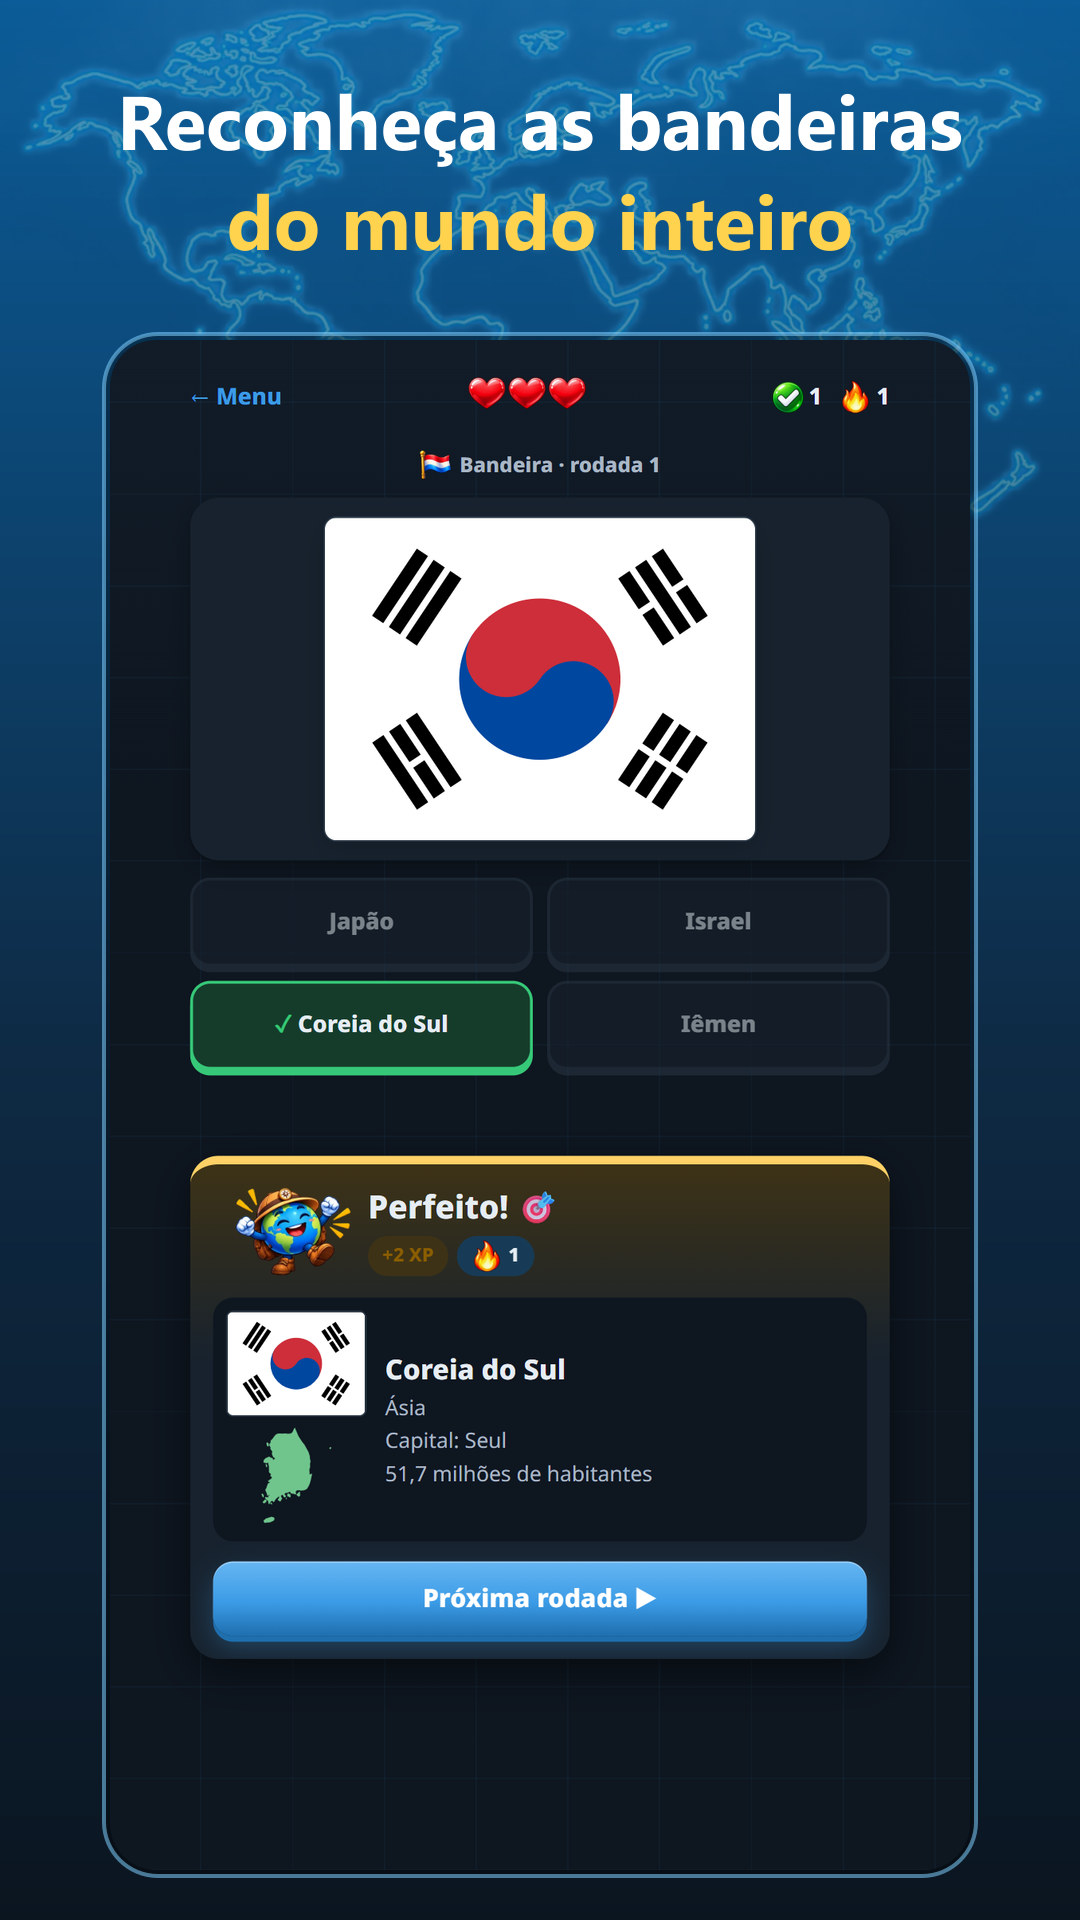 Reconheça as bandeiras
do mundo inteiro
← Menu
1 1
Bandeira · rodada 1
Japão
Israel
✓ Coreia do Sul
Iêmen
Perfeito!
+2 XP 1
Coreia do Sul
Ásia
Capital: Seul
51,7 milhões de habitantes
Próxima rodada ▶